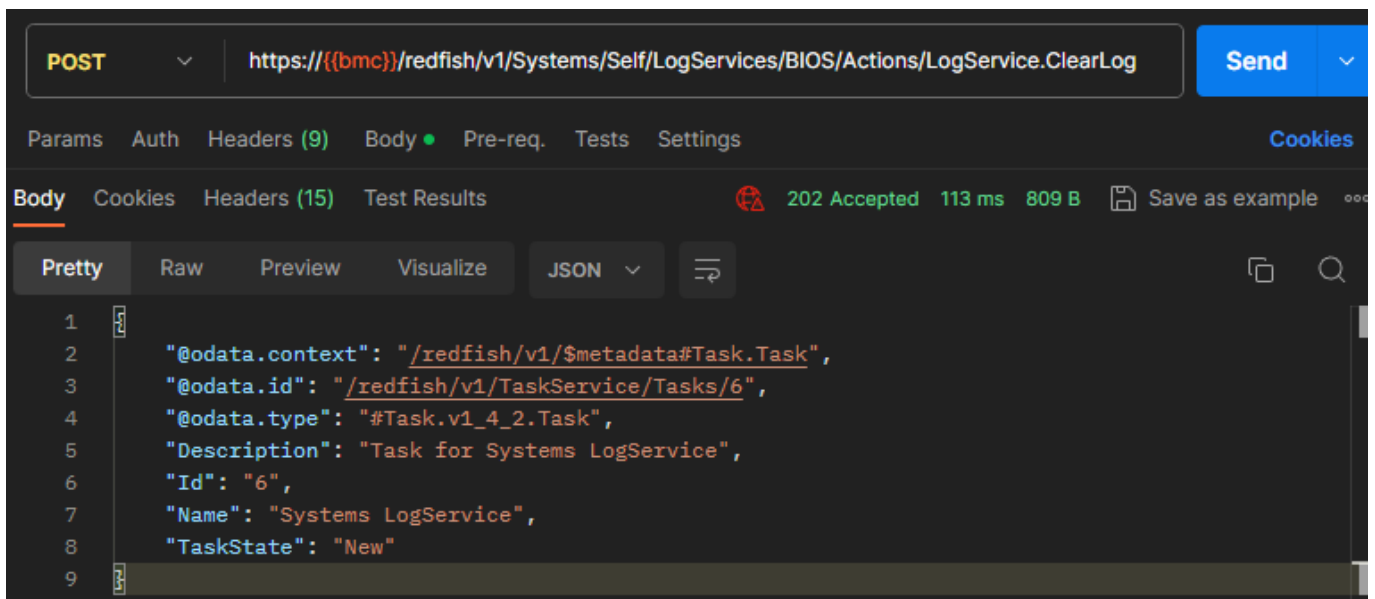 POST https://{{bmc}}/redfish/v1/Systems/Self/LogServices/BIOS/Actions/LogService.ClearLog Send
Params Auth Headers (9) Body Pre-req. Tests Settings Cookies
Body Cookies Headers (15) Test Results 202 Accepted 113 ms 809 B Save as example
Pretty Raw Preview Visualize JSON
1 {
2 "@odata.context": "/redfish/v1/$metadata#Task.Task",
3 "@odata.id": "/redfish/v1/TaskService/Tasks/6",
4 "@odata.type": "#Task.v1_4_2.Task",
5 "Description": "Task for Systems LogService",
6 "Id": "6",
7 "Name": "Systems LogService",
8 "TaskState": "New"
9 }